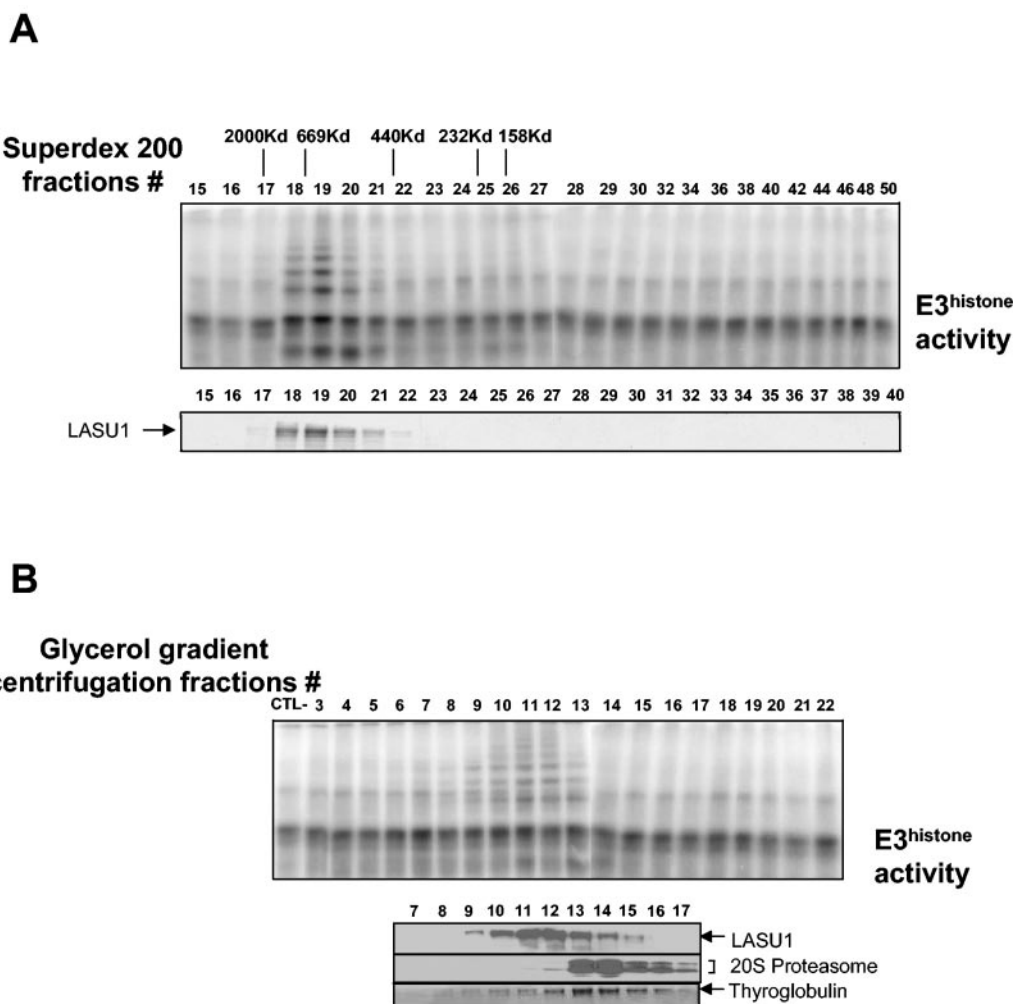 A
2000Kd 669Kd 440Kd 232Kd 158Kd
Superdex 200
fractions #
15 16 17 18 19 20 21 22 23 24 25 26 27 28 29 30 32 34 36 38 40 42 44 46 48 50
E3histone
activity
15 16 17 18 19 20 21 22 23 24 25 26 27 28 29 30 31 32 33 34 35 36 37 38 39 40
LASU1
B
Glycerol gradient
centrifugation fractions #
CTL- 3 4 5 6 7 8 9 10 11 12 13 14 15 16 17 18 19 20 21 22
E3histone
activity
7 8 9 10 11 12 13 14 15 16 17
LASU1
20S Proteasome
Thyroglobulin